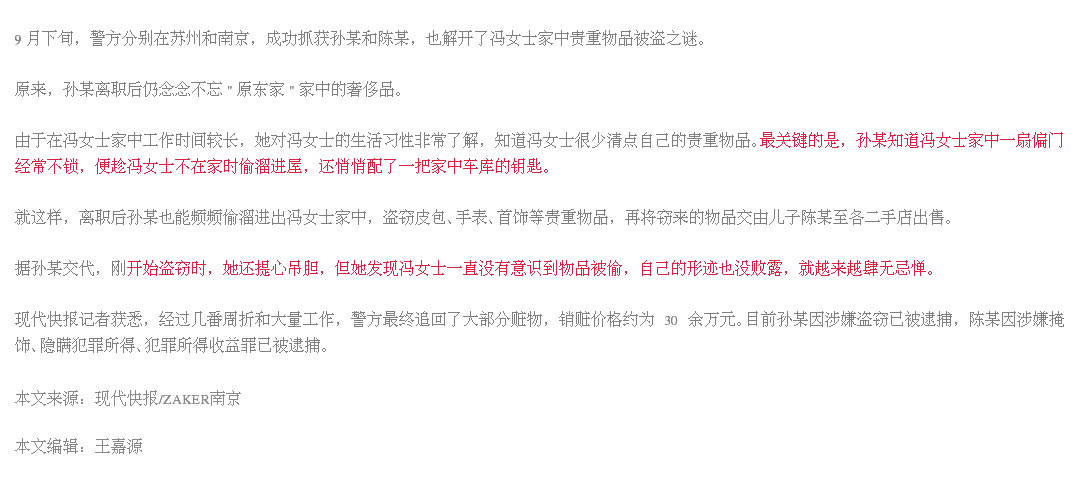 9 月下旬，警方分别在苏州和南京，成功抓获孙某和陈某，也解开了冯女士家中贵重物品被盗之谜。
原来，孙某离职后仍念念不忘 " 原东家 " 家中的奢侈品。
由于在冯女士家中工作时间较长，她对冯女士的生活习性非常了解，知道冯女士很少清点自己的贵重物品。最关键的是，孙某知道冯女士家中一扇偏门
经常不锁，便趁冯女士不在家时偷溜进屋，还悄悄配了一把家中车库的钥匙。
就这样，离职后孙某也能频频偷溜进出冯女士家中，盗窃皮包、手表、首饰等贵重物品，再将窃来的物品交由儿子陈某至各二手店出售。
据孙某交代，刚开始盗窃时，她还提心吊胆，但她发现冯女士一直没有意识到物品被偷，自己的形迹也没败露，就越来越肆无忌惮。
现代快报记者获悉，经过几番周折和大量工作，警方最终追回了大部分赃物，销赃价格约为 30 余万元。目前孙某因涉嫌盗窃已被逮捕，陈某因涉嫌掩
饰、隐瞒犯罪所得、犯罪所得收益罪已被逮捕。
本文来源：现代快报/ZAKER南京
本文编辑：王嘉源